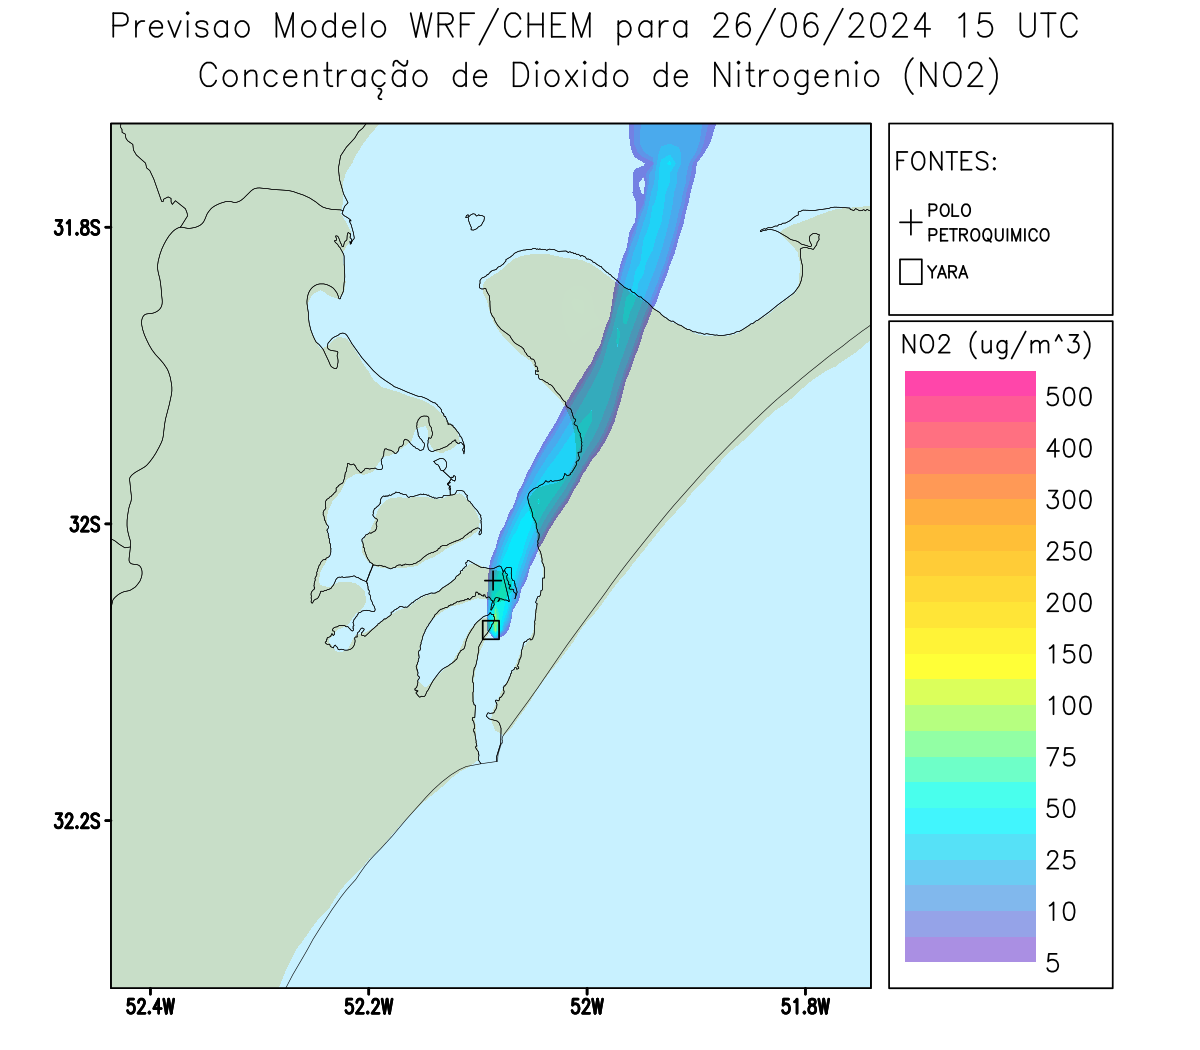 Previsao Modelo WRF/CHEM para 26/06/2024 15 UTC
Concentração de Dioxido de Nitrogenio (NO2)
FONTES:
POLO
PETROQUIMICO
YARA
31.8S
32S
32.2S
52.4W
52.2W
52W
51.8W
NO2 (ug/m^3)
500
400
300
250
200
150
100
75
50
25
10
5